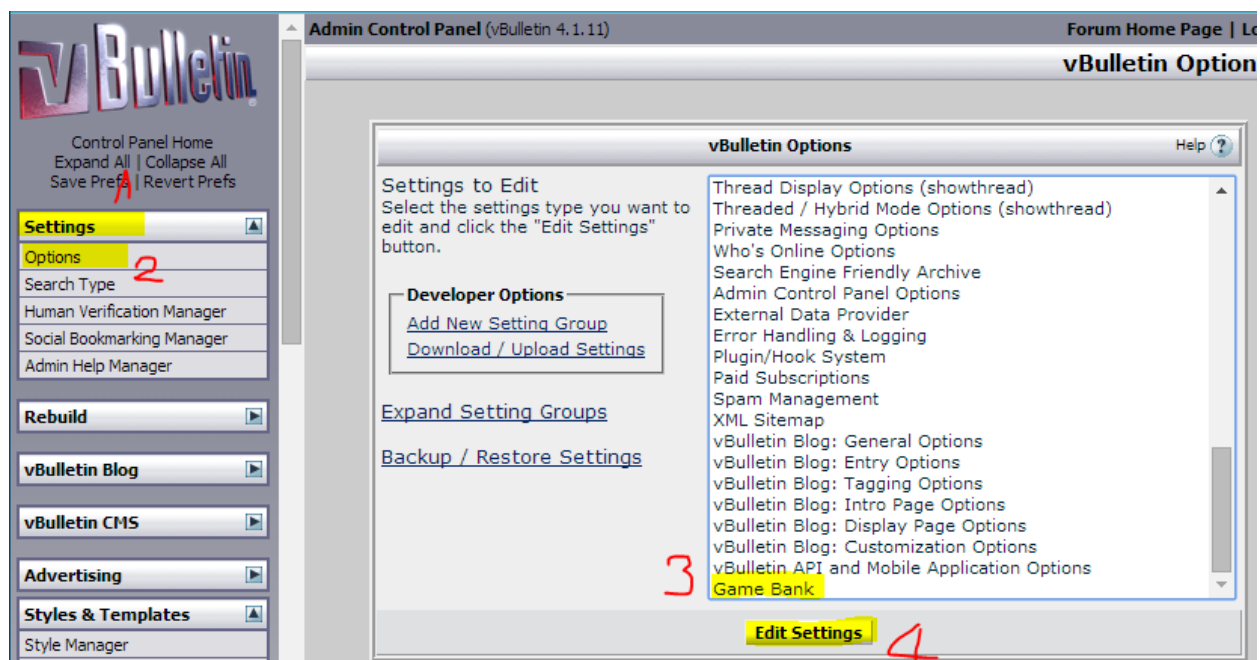 vBulletin
Control Panel Home
Expand All | Collapse All
Save Prefs | Revert Prefs
1
Settings
Options
2
Search Type
Human Verification Manager
Social Bookmarking Manager
Admin Help Manager
Rebuild
vBulletin Blog
vBulletin CMS
Advertising
Styles & Templates
Style Manager
Admin Control Panel (vBulletin 4.1.11)
Forum Home Page |
vBulletin Option
vBulletin Options
Help ?
Settings to Edit
Select the settings type you want to
edit and click the "Edit Settings"
button.
Developer Options
Add New Setting Group
Download / Upload Settings
Expand Setting Groups
Backup / Restore Settings
Thread Display Options (showthread)
Threaded / Hybrid Mode Options (showthread)
Private Messaging Options
Who's Online Options
Search Engine Friendly Archive
Admin Control Panel Options
External Data Provider
Error Handling & Logging
Plugin/Hook System
Paid Subscriptions
Spam Management
XML Sitemap
vBulletin Blog: General Options
vBulletin Blog: Entry Options
vBulletin Blog: Tagging Options
vBulletin Blog: Intro Page Options
vBulletin Blog: Display Page Options
vBulletin Blog: Customization Options
vBulletin API and Mobile Application Options
3
Game Bank
Edit Settings
4